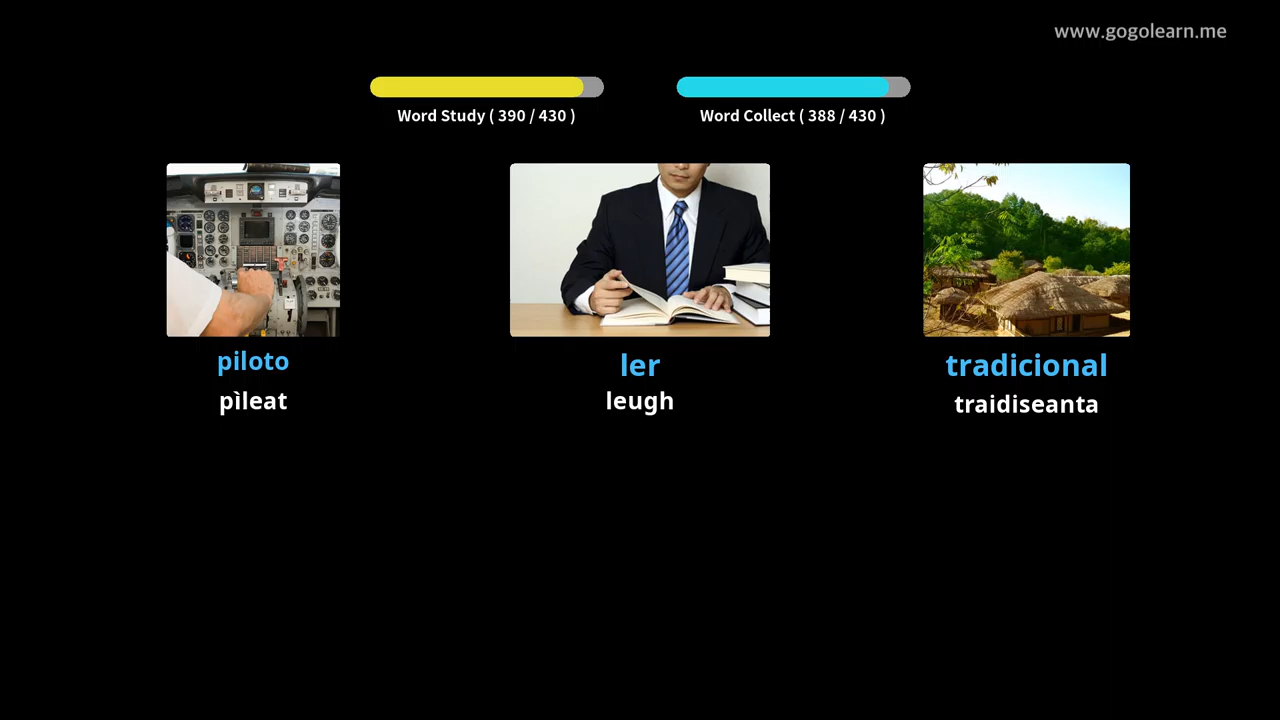 www.gogolearn.me
Word Study ( 390 / 430 )
Word Collect ( 388 / 430 )
piloto
pìleat
ler
leugh
tradicional
traidiseanta